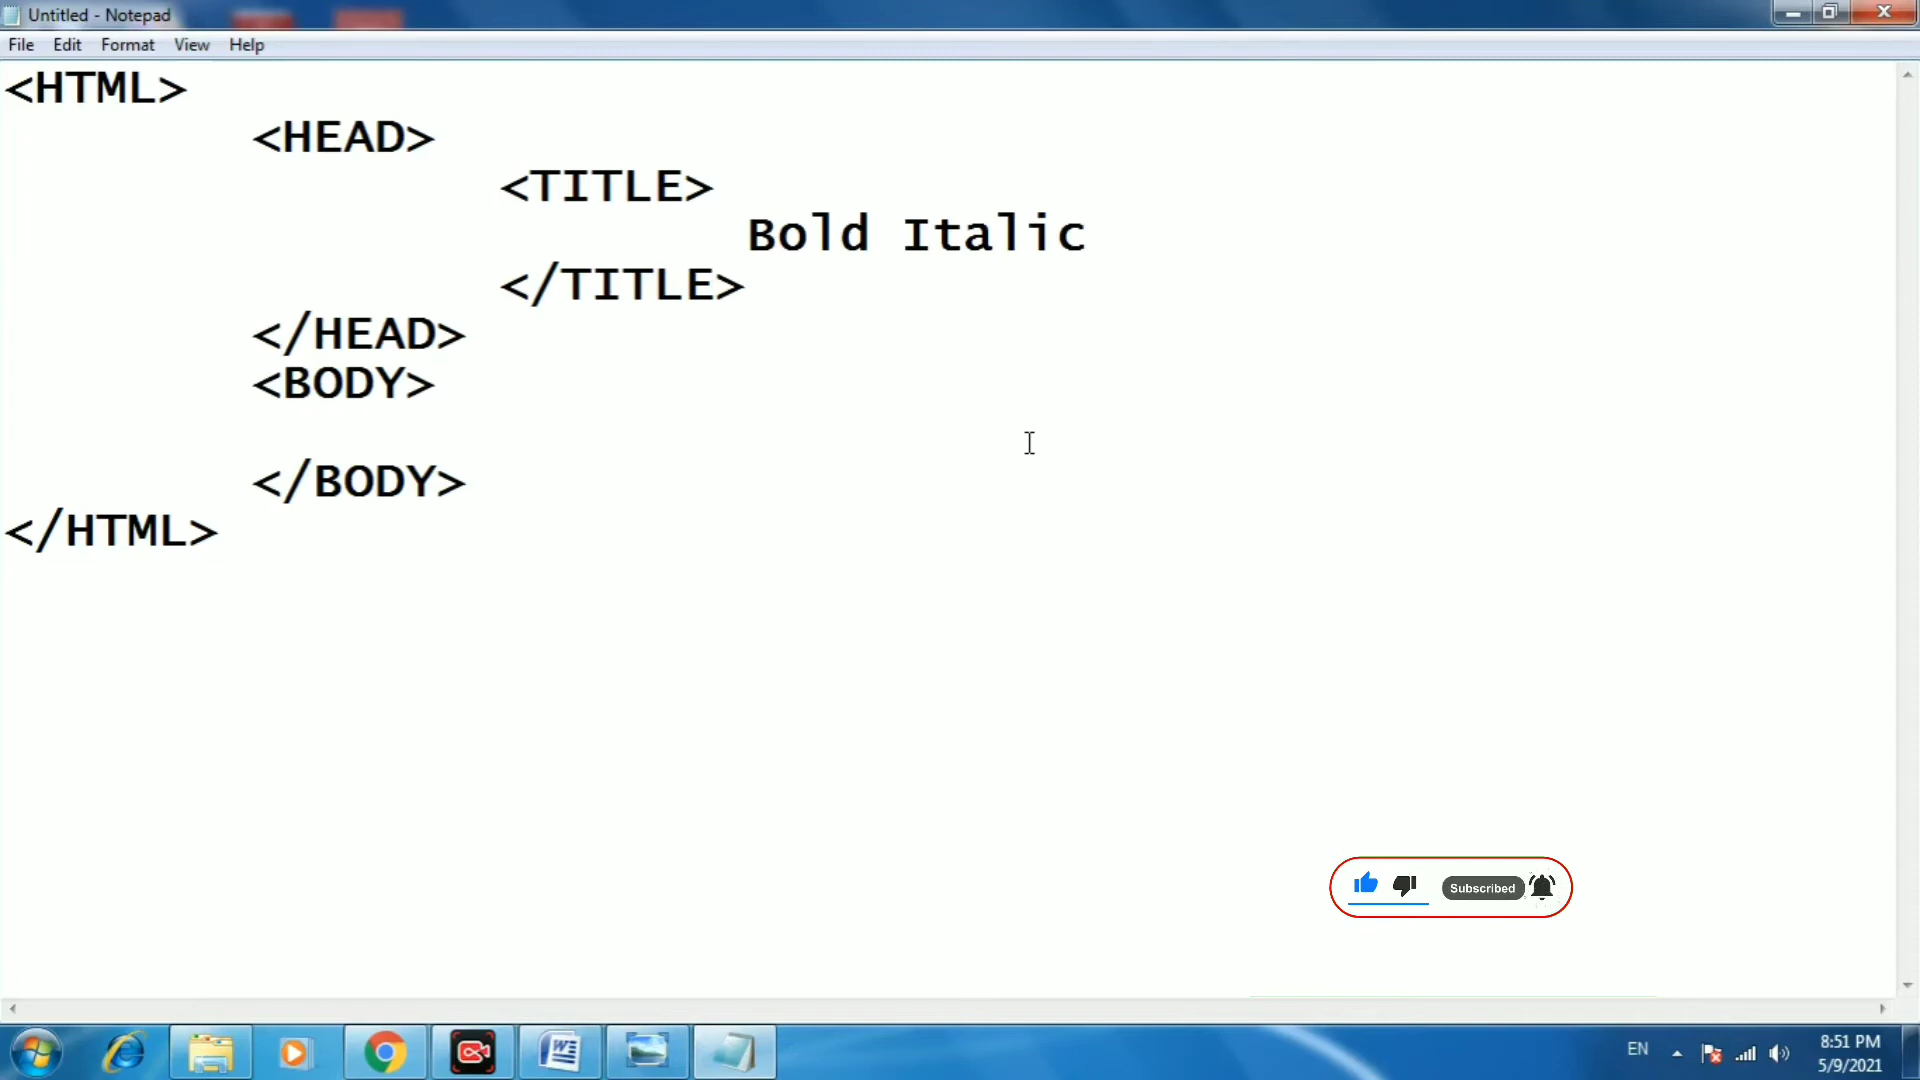 Untitled - Notepad
File Edit Format View Help
<HTML>
<HEAD>
<TITLE>
Bold Italic
</TITLE>
</HEAD>
<BODY>
</BODY>
</HTML>
Subscribed
EN
8:51 PM
5/9/2021